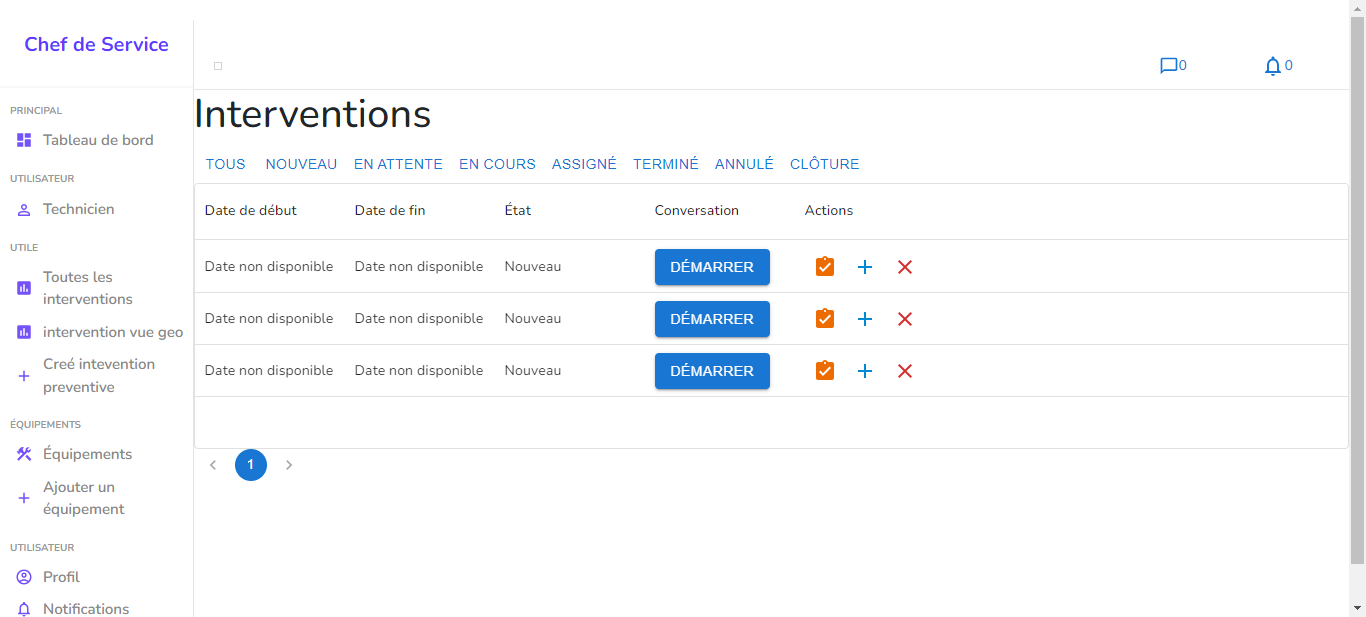 Chef de Service
PRINCIPAL
Tableau de bord
UTILISATEUR
Technicien
UTILE
Toutes les
interventions
intervention vue geo
Creé intevention
preventive
ÉQUIPEMENTS
Équipements
Ajouter un
équipement
UTILISATEUR
Profil
Notifications
0 0
Interventions
TOUS NOUVEAU EN ATTENTE EN COURS ASSIGNÉ TERMINÉ ANNULÉ CLÔTURE
Date de début Date de fin État Conversation Actions
Date non disponible Date non disponible Nouveau DÉMARRER
Date non disponible Date non disponible Nouveau DÉMARRER
Date non disponible Date non disponible Nouveau DÉMARRER
1